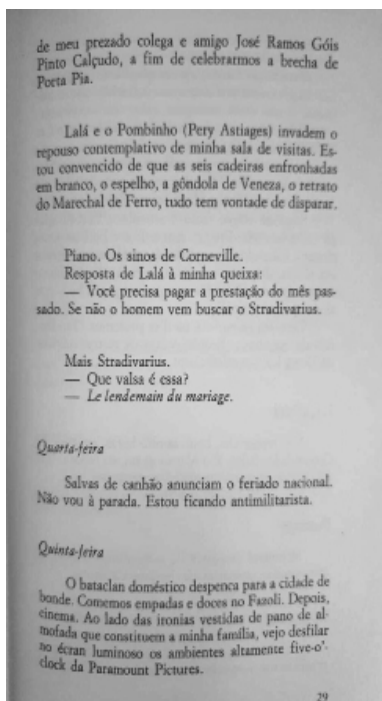 de meu prezado colega e amigo José Ramos Góis
Pinto Calçudo, a fim de celebrarmos a brecha de
Poeta Pia.
Lalá e o Pombinho (Pery Astiages) invadem o
repouso contemplativo de minha sala de visitas. Es-
tou convencido de que as seis cadeiras enfronhadas
em branco, o espelho, a gôndola de Veneza, o retrato
do Marechal de Ferro, tudo tem vontade de disparar.
Piano. Os sinos de Corneville.
Resposta de Lalá à minha queixa:
— Você precisa pagar a prestação do mês pas-
sado. Se não o homem vem buscar o Stradivarius.
Mais Stradivarius.
— Que valsa é essa?
— Le lendemain du mariage.
Quarta-feira
Salvas de canhão anunciam o feriado nacional.
Não vou à parada. Estou ficando antimilitarista.
Quinta-feira
O bataclan doméstico despenca para a cidade de
bonde. Comemos empadas e doces no Fazoli. Depois,
cinema. Ao lado das ironias vestidas de pano de al-
mofada que constituem a minha família, vejo desfilar
no écran luminoso os ambientes altamente five-o'-
clock da Paramount Pictures.
29